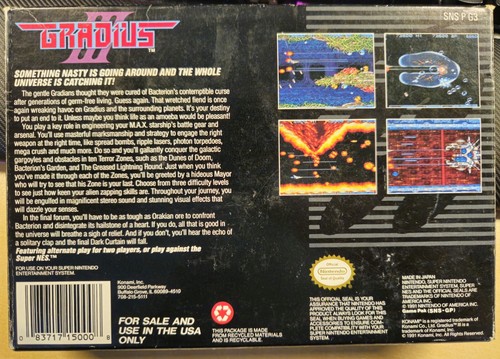 SNS P G3
GRADIUS
III
TM
SOMETHING NASTY IS GOING AROUND AND THE WHOLE
UNIVERSE IS CATCHING IT!
The gentle Gradians thought they were cured of Bacterion's contemptible curse
after generations of germ-free living. Guess again. That wretched fiend is once
again wreaking havoc on Gradius and the surrounding planets. It's your destiny
to put an end to it. Unless maybe you think life as an amoeba would be pleasant!
You play a key role in engineering your M.A.X. starship's battle gear and
arsenal. You'll use masterful marksmanship and strategy to engage the right
weapon at the right time, like spread bombs, ripple lasers, photon torpedoes,
mega crush and much more. Do so and you'll gallantly conquer the galactic
gargoyles and obstacles in ten Terror Zones, such as the Dunes of Doom,
Bacterion's Garden, and The Greased Lightning Round. Just when you think
you've made it through each of the Zones, you'll be greeted by a hideous Mayor
who will try to see that his Zone is your last. Choose from three difficulty levels
to see just how keen your alien zapping skills are. Throughout your journey, you
will be engulfed in magnificent stereo sound and stunning visual effects that
will dazzle your senses.
In the final forum, you'll have to be as tough as Orakian ore to confront
Bacterion and disintegrate its hailstone of a heart. If you do, all that is good in
the universe will breathe a sigh of relief. And if you don't, you'll hear the echo of
a solitary clap and the final Dark Curtain will fall.
Featuring alternate play for two players, or play against the
Super NES.
FOR USE ON YOUR SUPER NINTENDO
ENTERTAINMENT SYSTEM.
Konami, Inc.
900 Deerfield Parkway
Buffalo Grove, IL 60089-4510
708-215-5111
0 83717 15000 8
FOR SALE AND
USE IN THE USA
ONLY
THIS PACKAGE IS MADE
FROM RECYCLED MATERIALS
AND IS RECYCLABLE.
Official
Nintendo
Seal of Quality
THIS OFFICIAL SEAL IS YOUR
ASSURANCE THAT NINTENDO HAS
APPROVED THE QUALITY OF THIS
PRODUCT. ALWAYS LOOK FOR THIS
SEAL WHEN BUYING GAMES AND
ACCESSORIES TO ENSURE COM-
PLETE COMPATIBILITY WITH YOUR
SUPER NINTENDO ENTERTAINMENT
SYSTEM.
MADE IN JAPAN
NINTENDO, SUPER NINTENDO
ENTERTAINMENT SYSTEM, SUPER
NES AND THE OFFICIAL SEALS ARE
TRADEMARKS OF NINTENDO OF
AMERICA INC.
© 1991 NINTENDO OF AMERICA INC.
Game Pak (SNS-GP)
KONAMI® is a registered trademark of
Konami Co., Ltd. Gradius III™ is a
trademark of Konami, Inc.
© 1991 Konami, Inc. All Rights Reserved.